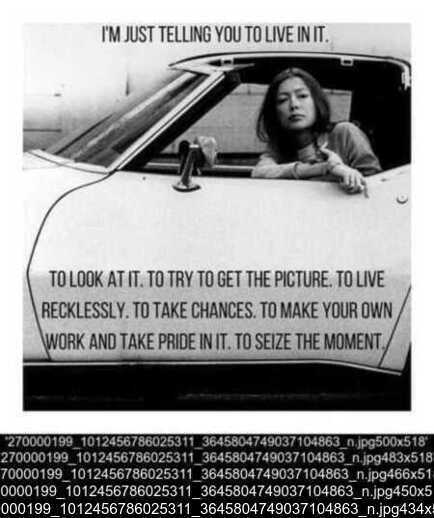 I'M JUST TELLING YOU TO LIVE IN IT.
TO LOOK AT IT. TO TRY TO GET THE PICTURE. TO LIVE
RECKLESSLY. TO TAKE CHANCES. TO MAKE YOUR OWN
WORK AND TAKE PRIDE IN IT. TO SEIZE THE MOMENT.
'270000199_1012456786025311_3645804749037104863_n.jpg500x518'
270000199_1012456786025311_3645804749037104863_n.jpg483x518
70000199_1012456786025311_3645804749037104863_n.jpg466x51
0000199_1012456786025311_3645804749037104863_n.jpg450x5
000199_1012456786025311_3645804749037104863_n.jpg434x